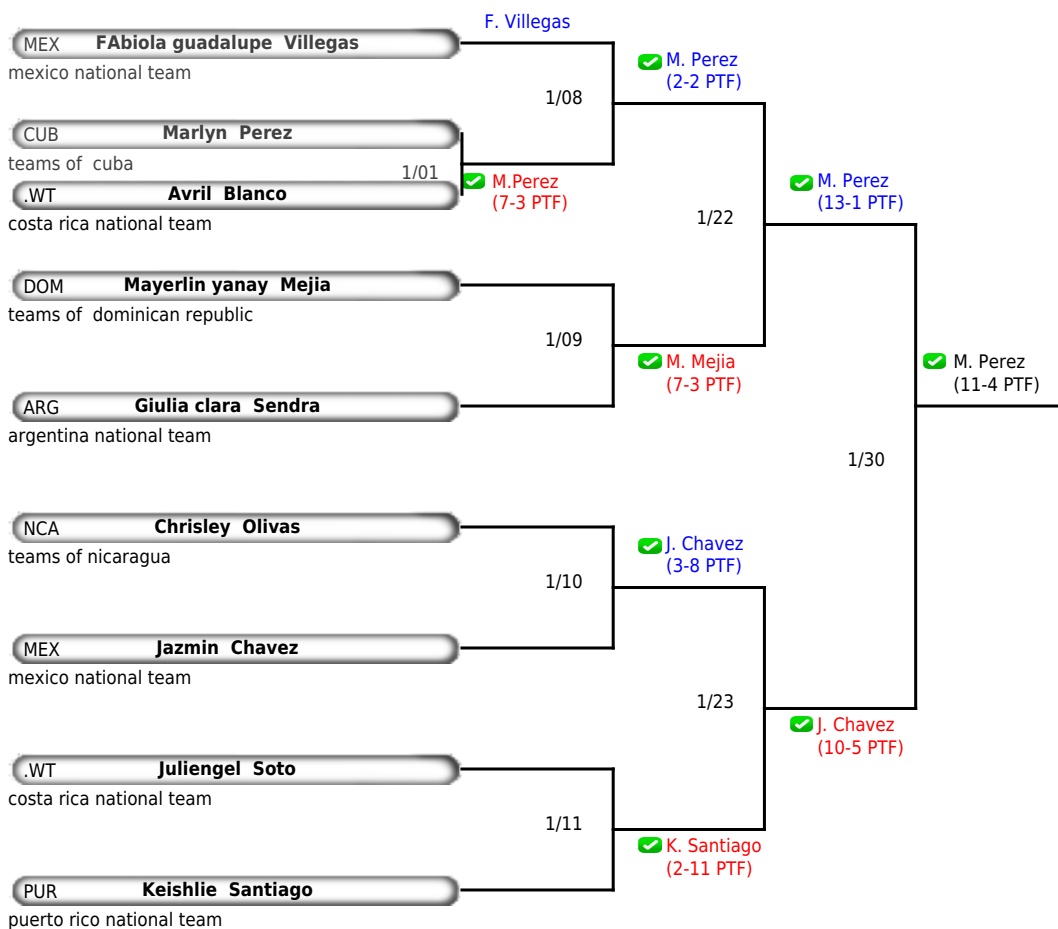 F. Villegas
MEX FAbiola guadalupe Villegas
mexico national team
M. Perez
(2-2 PTF)
1/08
CUB Marlyn Perez
teams of cuba
1/01
.WT Avril Blanco
costa rica national team
M.Perez
(7-3 PTF)
M. Perez
(13-1 PTF)
1/22
DOM Mayerlin yanay Mejia
teams of dominican republic
1/09
M. Mejia
(7-3 PTF)
M. Perez
(11-4 PTF)
ARG Giulia clara Sendra
argentina national team
1/30
NCA Chrisley Olivas
teams of nicaragua
J. Chavez
(3-8 PTF)
1/10
MEX Jazmin Chavez
mexico national team
1/23
J. Chavez
(10-5 PTF)
.WT Juliengel Soto
costa rica national team
1/11
K. Santiago
(2-11 PTF)
PUR Keishlie Santiago
puerto rico national team